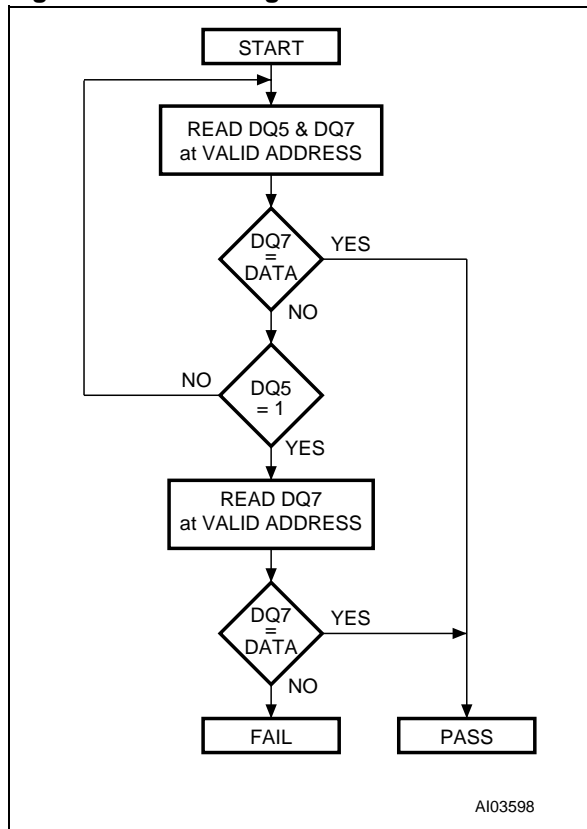 START
READ DQ5 & DQ7
at VALID ADDRESS
DQ7
=
DATA
YES
NO
NO
DQ5
= 1
YES
READ DQ7
at VALID ADDRESS
DQ7
=
DATA
YES
NO
FAIL
PASS
AI03598